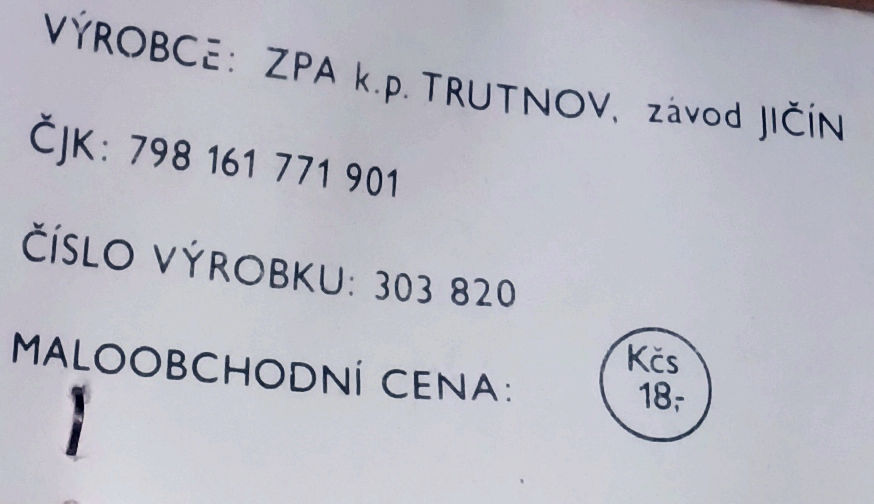 VÝROBCE: ZPA k.p. TRUTNOV, závod JIČÍN
ČJK: 798 161 771 901
ČÍSLO VÝROBKU: 303 820
MALOOBCHODNÍ CENA:
Kčs
18,-